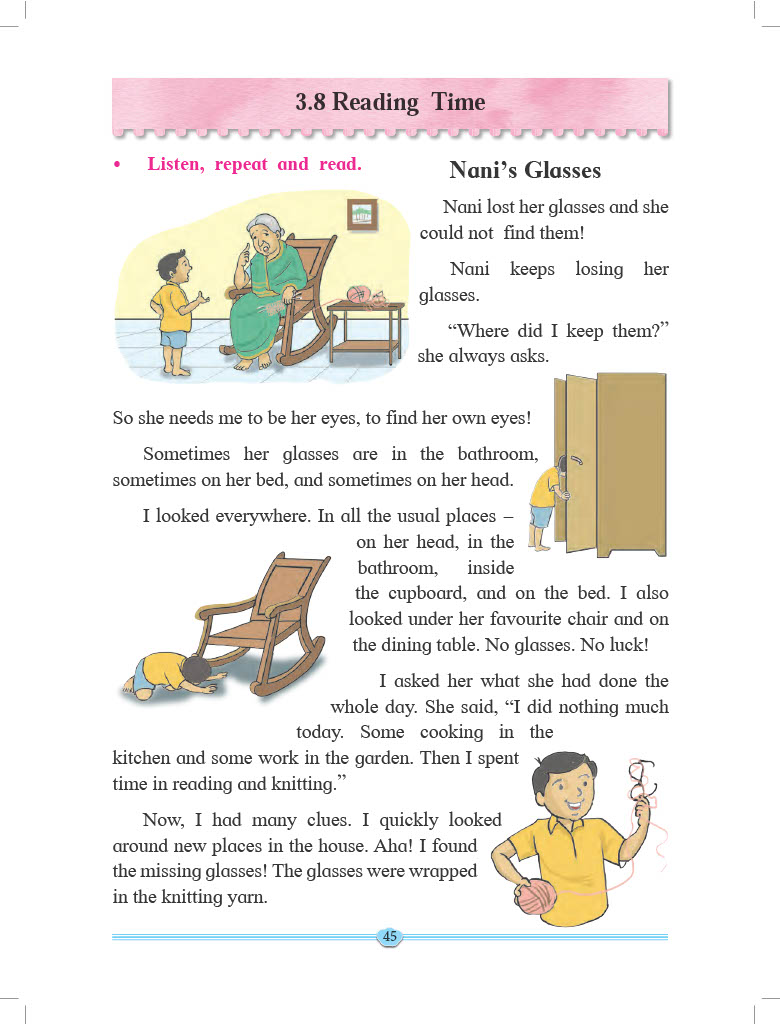 3.8 Reading Time
• Listen, repeat and read.
Nani's Glasses
Nani lost her glasses and she
could not find them!
Nani keeps losing her
glasses.
“Where did I keep them?”
she always asks.
So she needs me to be her eyes, to find her own eyes!
Sometimes her glasses are in the bathroom,
sometimes on her bed, and sometimes on her head.
I looked everywhere. In all the usual places –
on her head, in the
bathroom, inside
the cupboard, and on the bed. I also
looked under her favourite chair and on
the dining table. No glasses. No luck!
I asked her what she had done the
whole day. She said, “I did nothing much
today. Some cooking in the
kitchen and some work in the garden. Then I spent
time in reading and knitting.”
Now, I had many clues. I quickly looked
around new places in the house. Aha! I found
the missing glasses! The glasses were wrapped
in the knitting yarn.
45